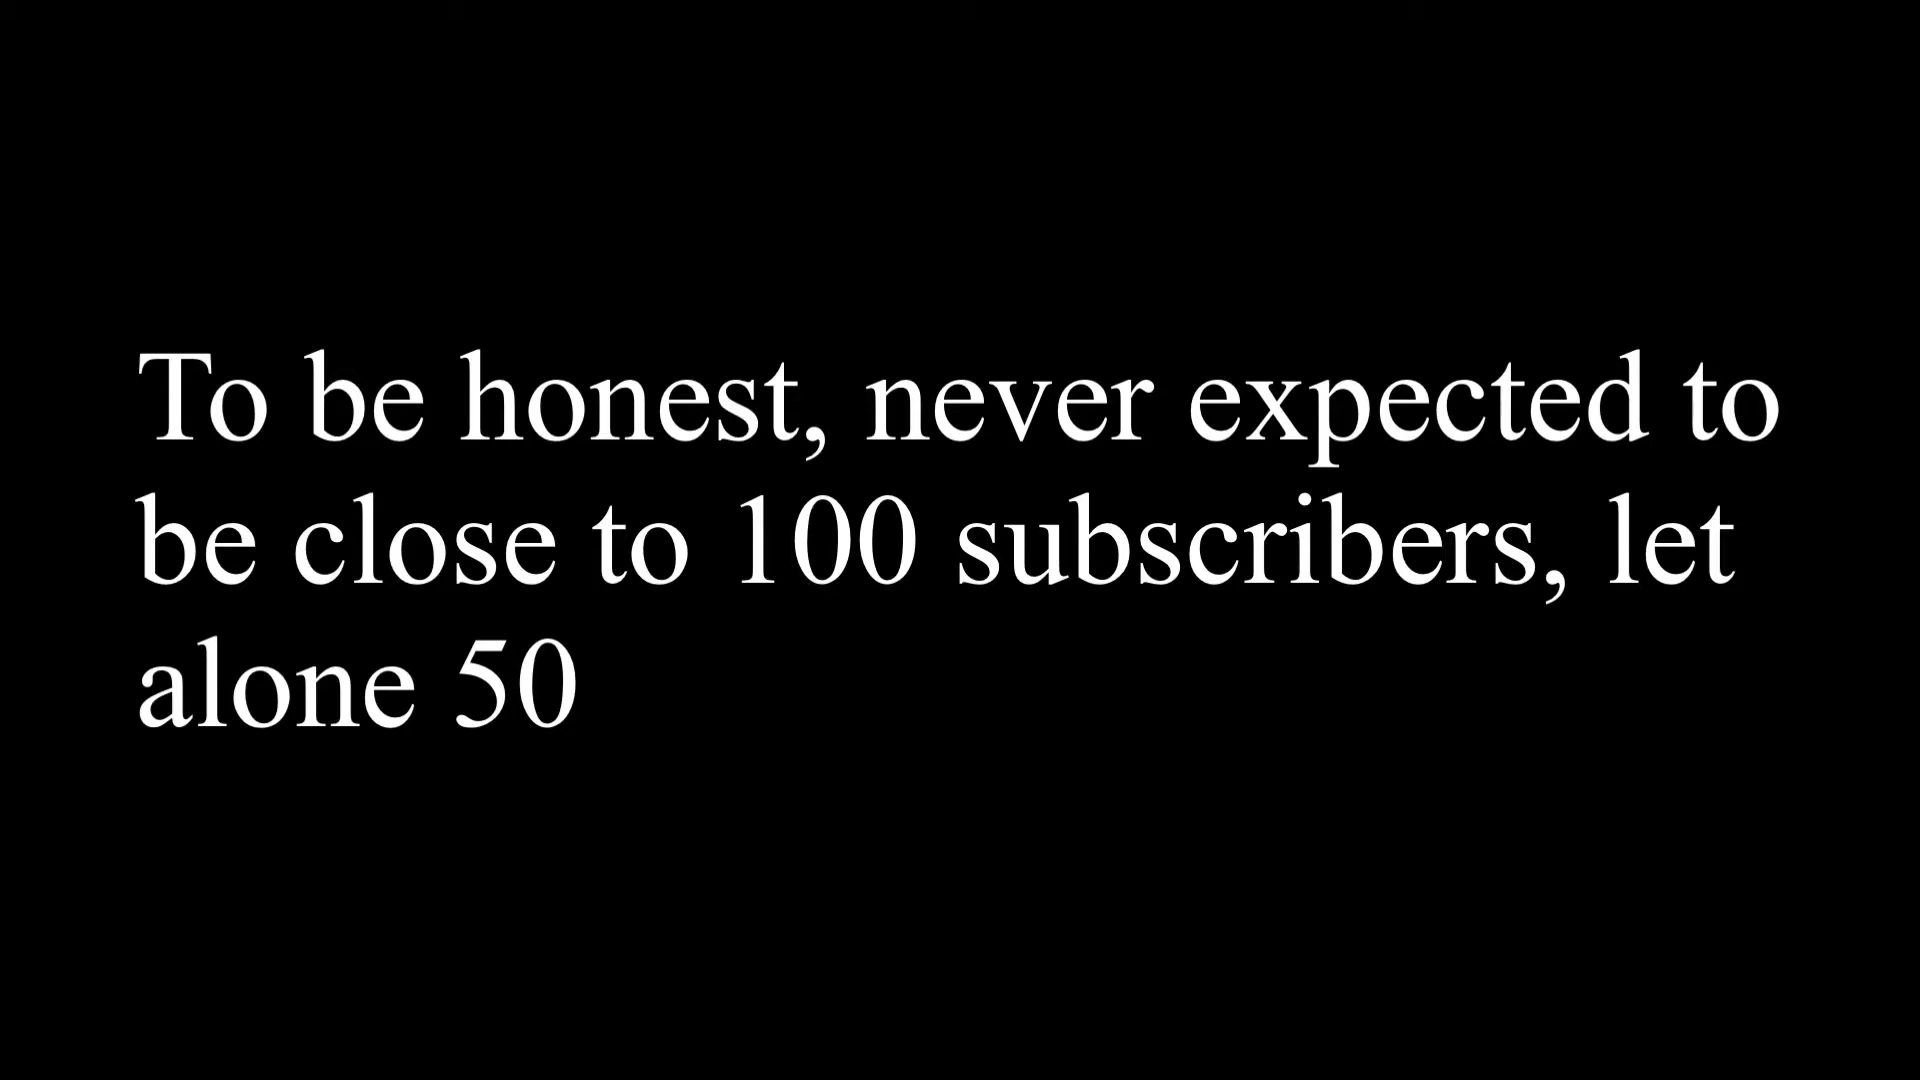 To be honest, never expected to
be close to 100 subscribers, let
alone 50